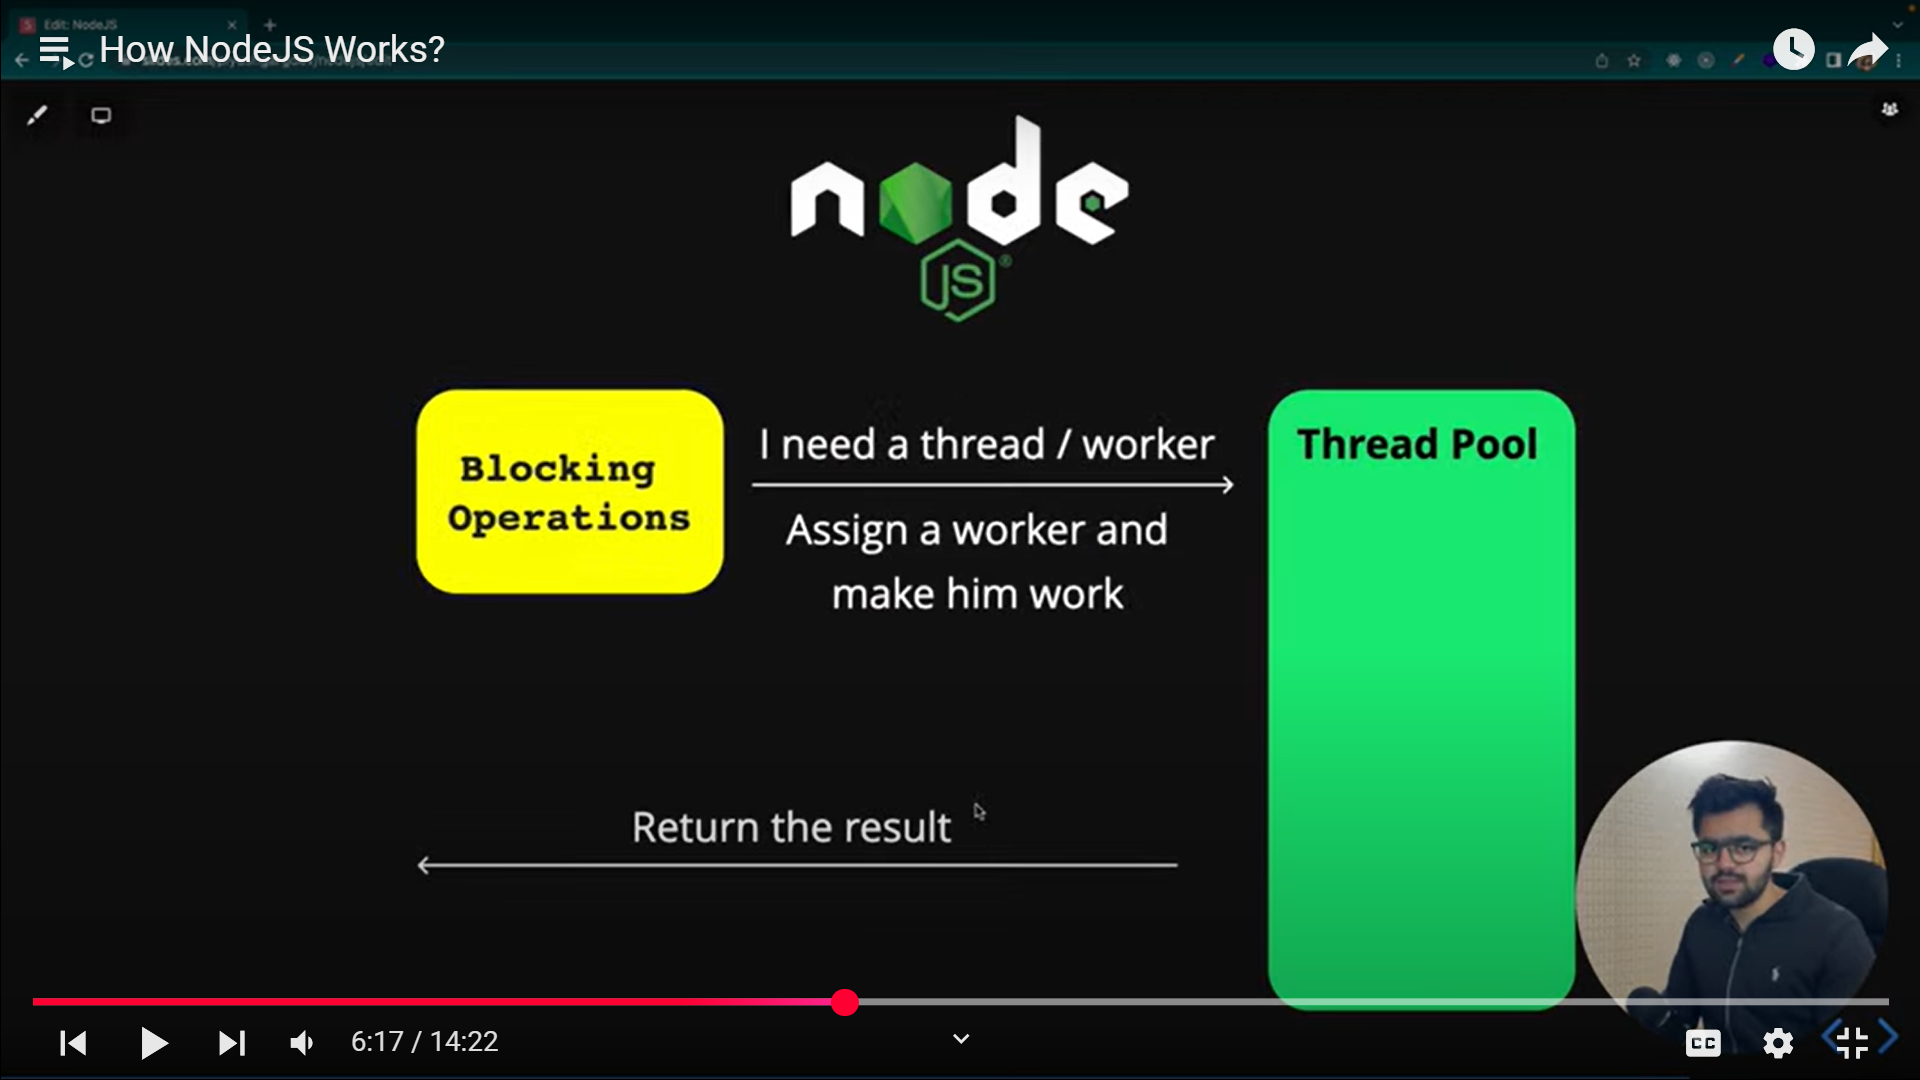 Edit: NodeJS
How NodeJS Works?
node
JS
®
Blocking
Operations
I need a thread / worker
Assign a worker and
make him work
Thread Pool
Return the result
6:17 / 14:22
CC